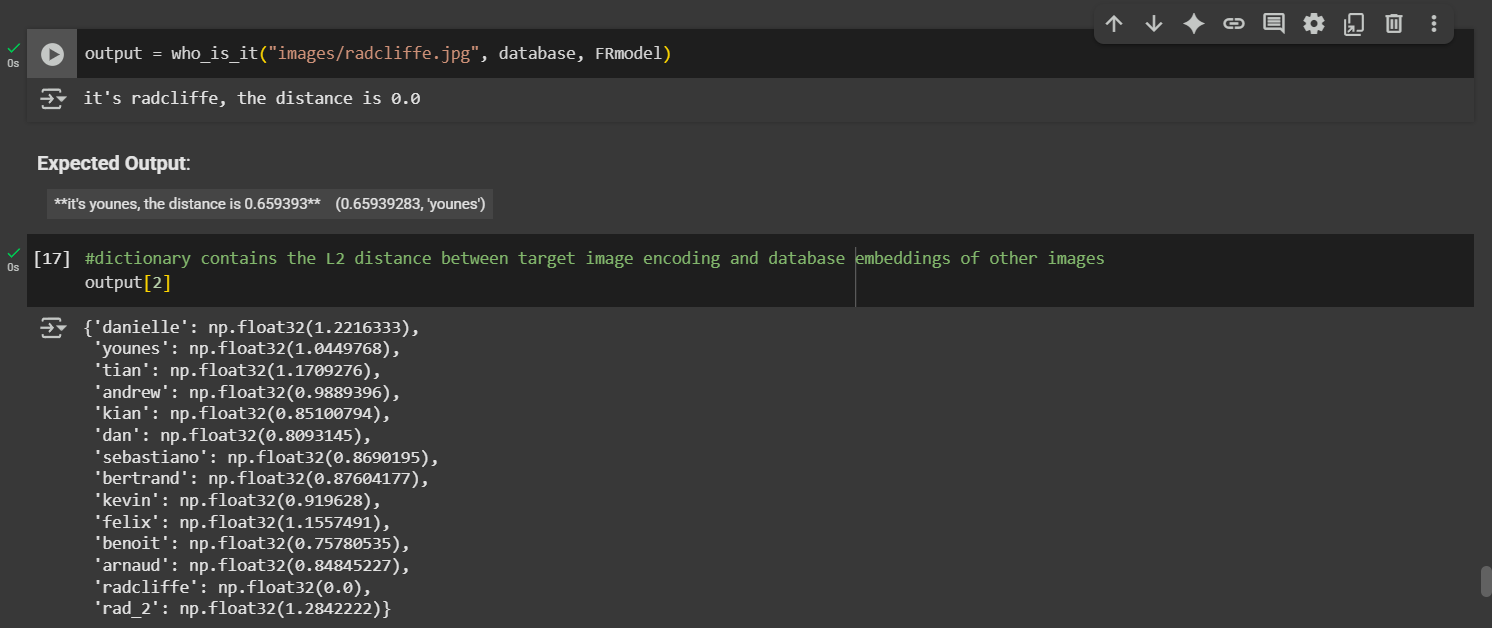 output = who_is_it("images/radcliffe.jpg", database, FRmodel)
0s
it's radcliffe, the distance is 0.0
Expected Output:
**it's younes, the distance is 0.659393** (0.65939283, 'younes')
[17] #dictionary contains the L2 distance between target image encoding and database embeddings of other images
0s
output[2]
{'danielle': np.float32(1.2216333),
'younes': np.float32(1.0449768),
'tian': np.float32(1.1709276),
'andrew': np.float32(0.9889396),
'kian': np.float32(0.85100794),
'dan': np.float32(0.8093145),
'sebastiano': np.float32(0.8690195),
'bertrand': np.float32(0.87604177),
'kevin': np.float32(0.919628),
'felix': np.float32(1.1557491),
'benoit': np.float32(0.75780535),
'arnaud': np.float32(0.84845227),
'radcliffe': np.float32(0.0),
'rad_2': np.float32(1.2842222)}